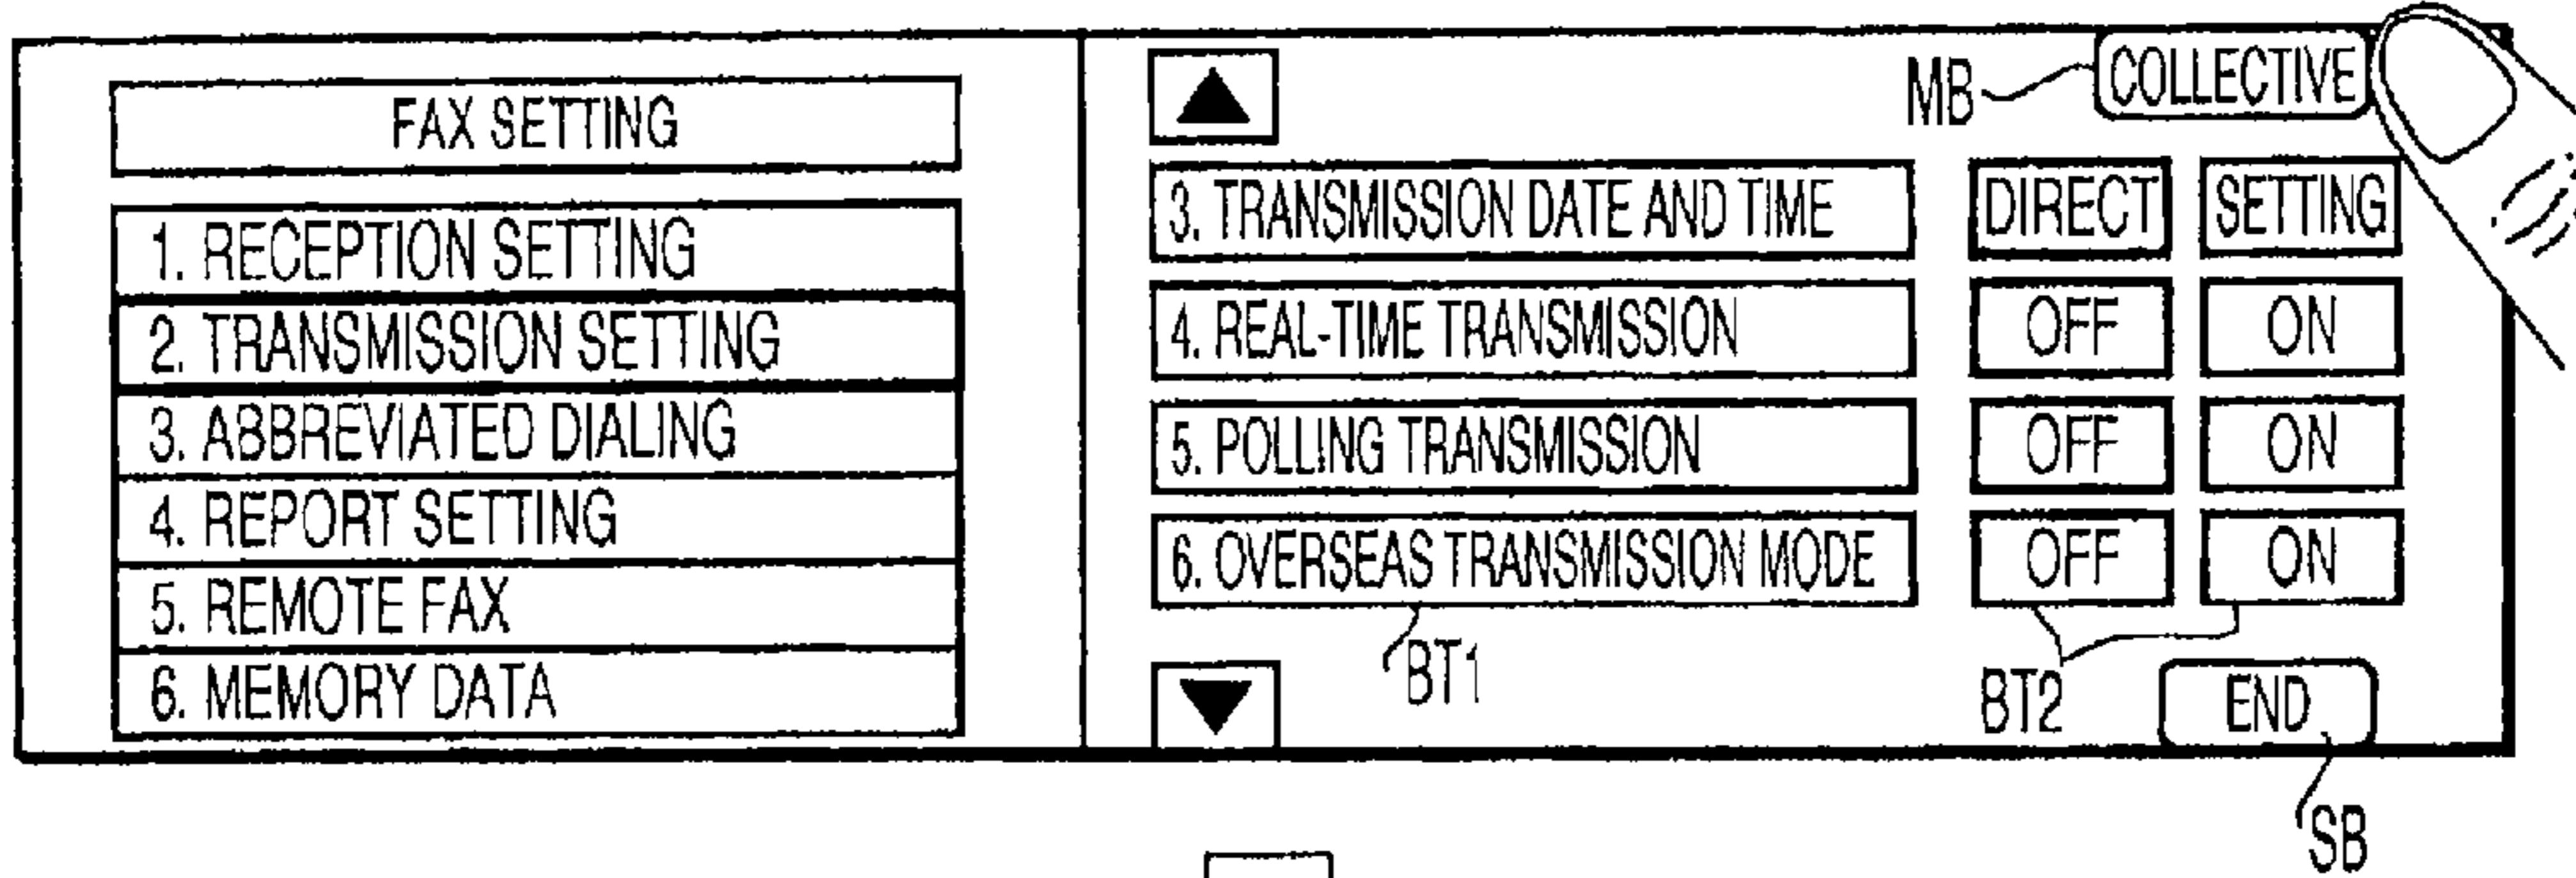 FAX SETTING
1. RECEPTION SETTING
2. TRANSMISSION SETTING
3. ABBREVIATED DIALING
4. REPORT SETTING
5. REMOTE FAX
6. MEMORY DATA
MB
COLLECTIVE
3. TRANSMISSION DATE AND TIME DIRECT SETTING
4. REAL-TIME TRANSMISSION OFF ON
5. POLLING TRANSMISSION OFF ON
6. OVERSEAS TRANSMISSION MODE OFF ON
BT1
BT2
END
SB